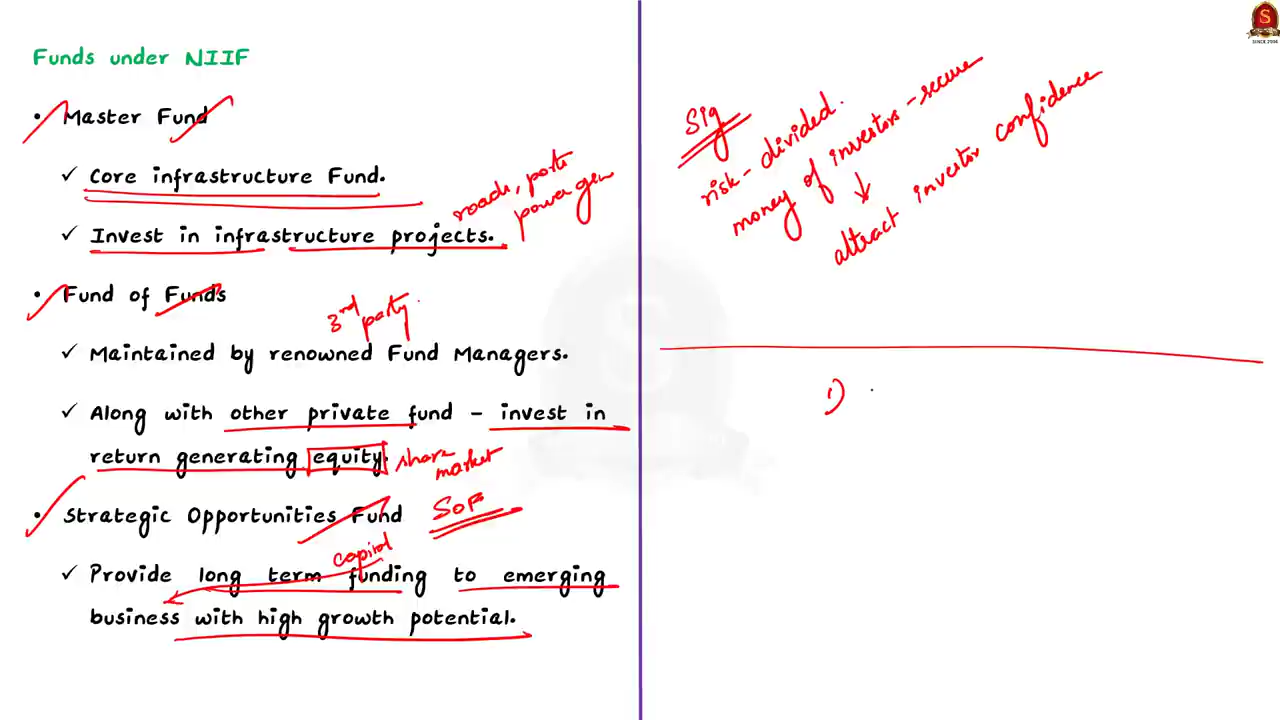 Funds under NIIF
• Master Fund
✓ Core infrastructure Fund.
roads, ports
power gen
✓ Invest in infrastructure projects.
• Fund of Funds
3rd party
✓ Maintained by renowned Fund Managers.
✓ Along with other private fund - invest in
return generating equity.
share
market
• Strategic Opportunities Fund
SOF
capital
✓ Provide long term funding to emerging
business with high growth potential.
Sig
risk - divided.
money of investors - secure
↓
attract investor confidence
1)
S
SINCE 2004